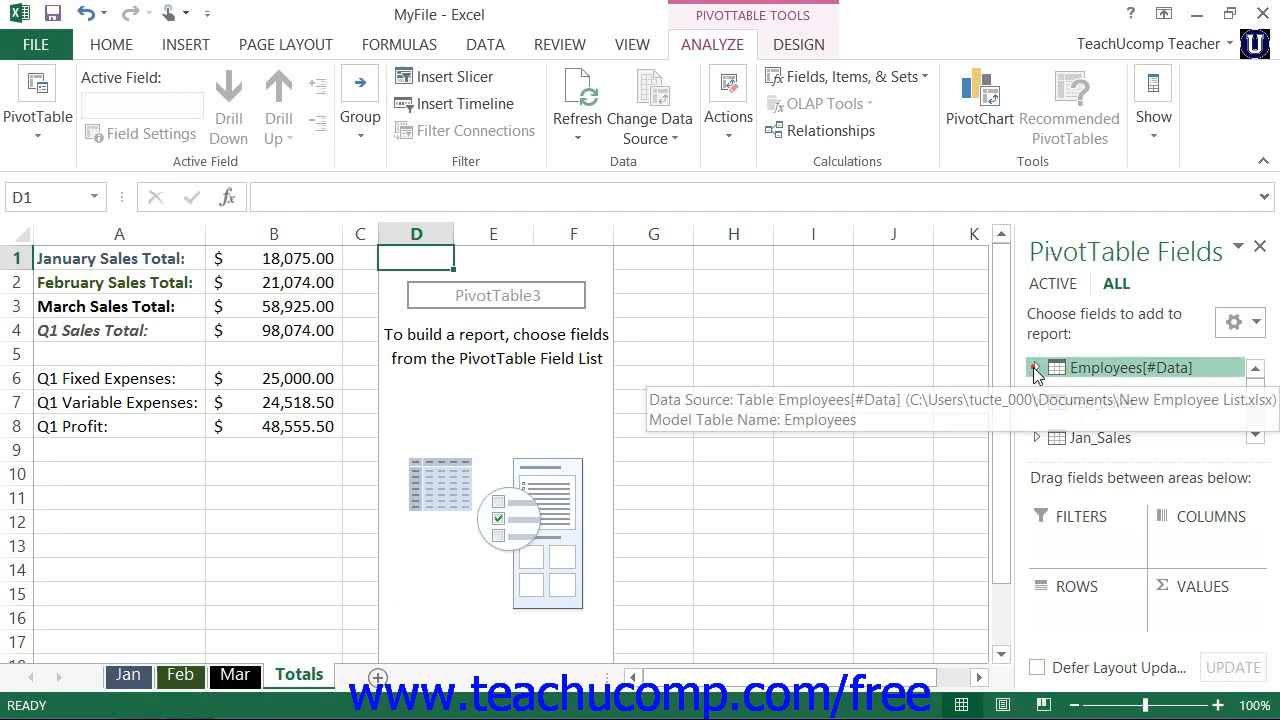 MyFile - Excel
PIVOTTABLE TOOLS
?
FILE HOME INSERT PAGE LAYOUT FORMULAS DATA REVIEW VIEW ANALYZE DESIGN TeachUcomp Teacher U
PivotTable
Active Field:
Field Settings
Drill Down
Drill Up
Active Field
Group
Insert Slicer
Insert Timeline
Filter Connections
Filter
Refresh
Change Data Source
Data
Actions
Fields, Items, & Sets
OLAP Tools
Relationships
Calculations
PivotChart
Recommended PivotTables
Tools
Show
D1 fx
A B C D E F G H I J K
1 January Sales Total: $ 18,075.00
2 February Sales Total: $ 21,074.00
3 March Sales Total: $ 58,925.00
4 Q1 Sales Total: $ 98,074.00
5
6 Q1 Fixed Expenses: $ 25,000.00
7 Q1 Variable Expenses: $ 24,518.50
8 Q1 Profit: $ 48,555.50
9
10
11
12
13
14
15
16
17
PivotTable3
To build a report, choose fields
from the PivotTable Field List
PivotTable Fields
ACTIVE ALL
Choose fields to add to
report:
Employees[#Data]
Data Source: Table Employees[#Data] (C:\Users\tucte_000\Documents\New Employee List.xlsx)
Model Table Name: Employees
Jan_Sales
Drag fields between areas below:
FILTERS COLUMNS
ROWS Σ VALUES
Defer Layout Upda... UPDATE
Jan Feb Mar Totals
www.teachucomp.com/free
READY 100%